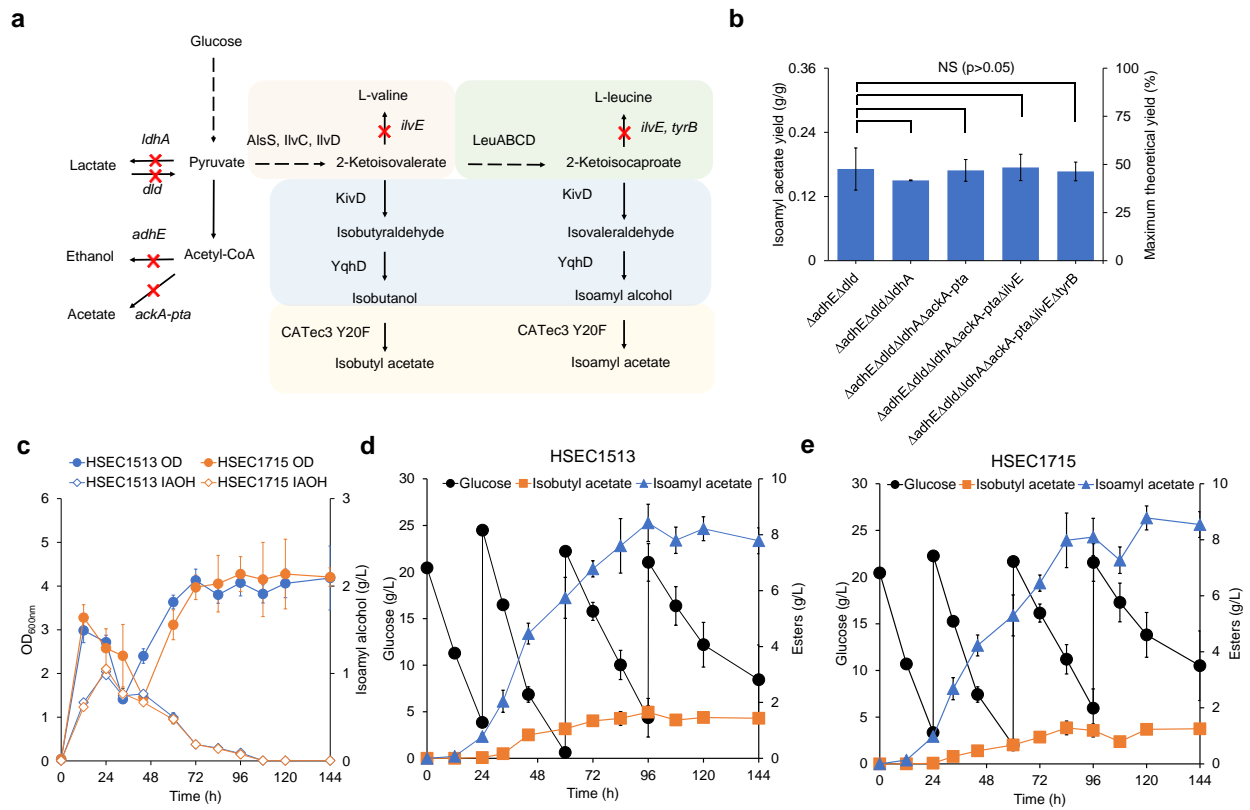 a
Glucose
L-valine
L-leucine
ilvE
ilvE, tyrB
ldhA
AlsS, IlvC, IlvD
LeuABCD
Lactate
Pyruvate
2-Ketoisovalerate
2-Ketoisocaproate
dld
KivD
KivD
adhE
Isobutyraldehyde
Isovaleraldehyde
Ethanol
Acetyl-CoA
YqhD
YqhD
Isobutanol
Isoamyl alcohol
Acetate
ackA-pta
CATec3 Y20F
CATec3 Y20F
Isobutyl acetate
Isoamyl acetate
b
NS (p>0.05)
Isoamyl acetate yield (g/g)
0.36
0.24
0.12
0
Maximum theoretical yield (%)
100
75
50
25
0
ΔadhEΔdld
ΔadhEΔdldΔldhA
ΔadhEΔdldΔldhAΔackA-pta
ΔadhEΔdldΔldhAΔackA-ptaΔilvE
ΔadhEΔdldΔldhAΔackA-ptaΔilvEΔtyrB
c
HSEC1513 OD
HSEC1715 OD
HSEC1513 IAOH
HSEC1715 IAOH
OD600nm
6
5
4
3
2
1
0
Isoamyl alcohol (g/L)
3
2
1
0
0 24 48 72 96 120 144
Time (h)
d
HSEC1513
Glucose Isobutyl acetate Isoamyl acetate
Glucose (g/L)
30
25
20
15
10
5
0
Esters (g/L)
10
8
6
4
2
0
0 24 48 72 96 120 144
Time (h)
e
HSEC1715
Glucose Isobutyl acetate Isoamyl acetate
Glucose (g/L)
30
25
20
15
10
5
0
Esters (g/L)
10
8
6
4
2
0
0 24 48 72 96 120 144
Time (h)